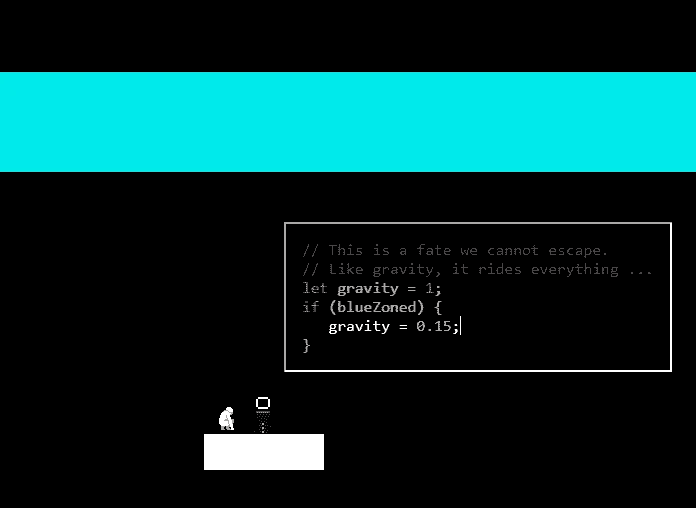 // This is a fate we cannot escape.
// Like gravity, it rides everything ...
let gravity = 1;
if (blueZoned) {
gravity = 0.15;
}